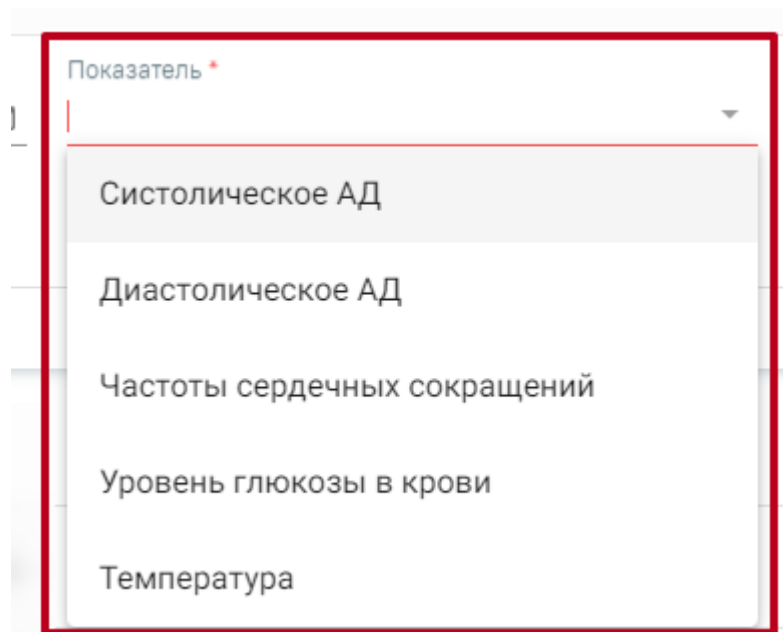 Показатель *
Систолическое АД
Диастолическое АД
Частоты сердечных сокращений
Уровень глюкозы в крови
Температура